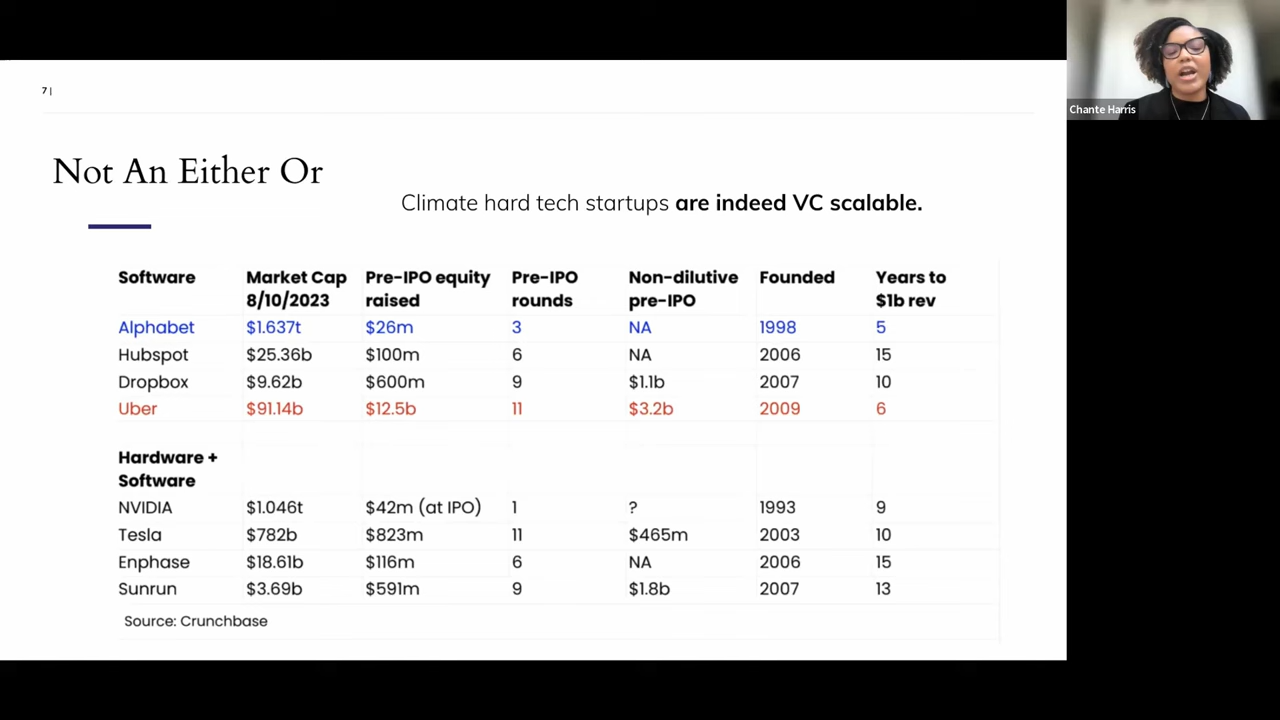 7 |
Chante Harris
Not An Either Or
Climate hard tech startups are indeed VC scalable.
Software Market Cap 8/10/2023 Pre-IPO equity raised Pre-IPO rounds Non-dilutive pre-IPO Founded Years to $1b rev
Alphabet $1.637t $26m 3 NA 1998 5
Hubspot $25.36b $100m 6 NA 2006 15
Dropbox $9.62b $600m 9 $1.1b 2007 10
Uber $91.14b $12.5b 11 $3.2b 2009 6
Hardware +
Software
NVIDIA $1.046t $42m (at IPO) 1 ? 1993 9
Tesla $782b $823m 11 $465m 2003 10
Enphase $18.61b $116m 6 NA 2006 15
Sunrun $3.69b $591m 9 $1.8b 2007 13
Source: Crunchbase